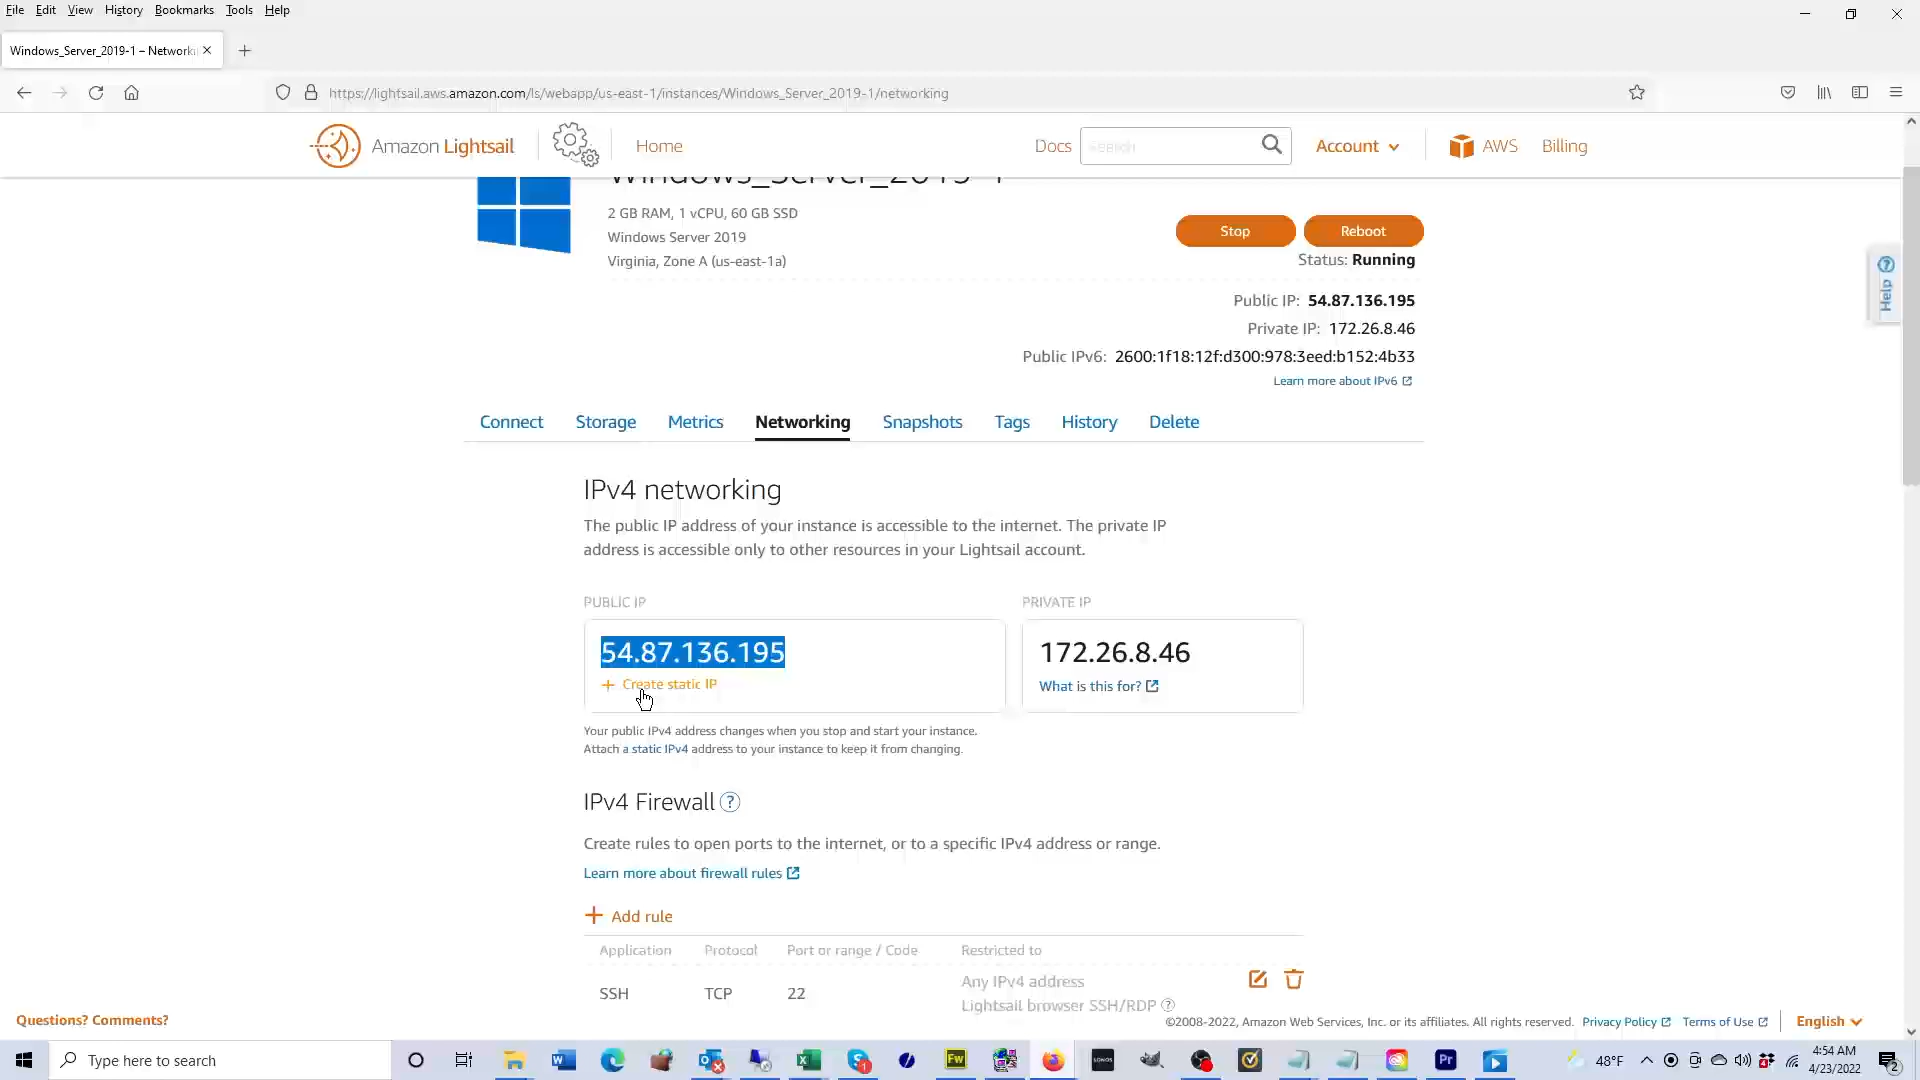 File Edit View History Bookmarks Tools Help
Windows_Server_2019-1 – Network
https://lightsail.aws.amazon.com/ls/webapp/us-east-1/instances/Windows_Server_2019-1/networking
Amazon Lightsail Home Docs Search Account AWS Billing
Windows_Server_2019-1
2 GB RAM, 1 vCPU, 60 GB SSD
Windows Server 2019
Virginia, Zone A (us-east-1a)
Stop Reboot
Status: Running
Public IP: 54.87.136.195
Private IP: 172.26.8.46
Public IPv6: 2600:1f18:12f:d300:978:3eed:b152:4b33
Learn more about IPv6
Help
Connect Storage Metrics Networking Snapshots Tags History Delete
IPv4 networking
The public IP address of your instance is accessible to the internet. The private IP
address is accessible only to other resources in your Lightsail account.
PUBLIC IP PRIVATE IP
54.87.136.195 172.26.8.46
+ Create static IP What is this for?
Your public IPv4 address changes when you stop and start your instance.
Attach a static IPv4 address to your instance to keep it from changing.
IPv4 Firewall ?
Create rules to open ports to the internet, or to a specific IPv4 address or range.
Learn more about firewall rules
+ Add rule
Application Protocol Port or range / Code Restricted to
SSH TCP 22 Any IPv4 address
Lightsail browser SSH/RDP ?
Questions? Comments? ©2008-2022, Amazon Web Services, Inc. or its affiliates. All rights reserved. Privacy Policy Terms of Use English
Type here to search
SONOS
Fw
Pr
48°F
4:54 AM
4/23/2022
2